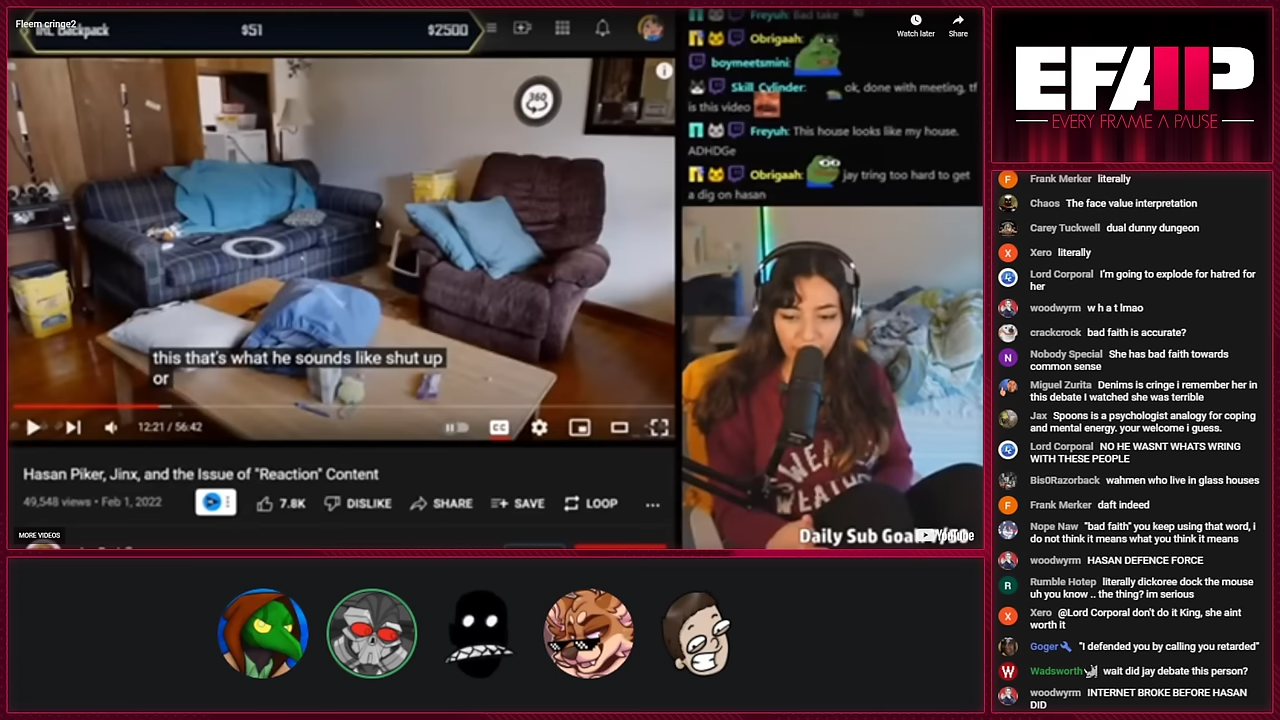 Fleem cringe2
IRL Backpack
$51
$2500
Watch later
Share
360
this that's what he sounds like shut up
or
12:21 / 56:42
CC
Hasan Piker, Jinx, and the Issue of "Reaction" Content
49,548 views • Feb 1, 2022
7.8K
DISLIKE
SHARE
SAVE
LOOP
MORE VIDEOS
Freyuh: Bad take
Obrigaah:
boymeetsmini:
Skill_Cylinder: ok, done with meeting, tf
is this video
Freyuh: This house looks like my house.
ADHDGe
Obrigaah: jay tring too hard to get
a dig on hasan
WEA
WEATHER
Daily Sub Goal
YouTube
EFAP
EVERY FRAME A PAUSE
Frank Merker literally
Chaos The face value interpretation
Carey Tuckwell dual dunny dungeon
Xero literally
Lord Corporal I'm going to explode for hatred for
her
woodwyrm w h a t lmao
crackcrock bad faith is accurate?
Nobody Special She has bad faith towards
common sense
Miguel Zurita Denims is cringe i remember her in
this debate I watched she was terrible
Jax Spoons is a psychologist analogy for coping
and mental energy. your welcome i guess.
Lord Corporal NO HE WASNT WHATS WRING
WITH THESE PEOPLE
Bis0Razorback wahmen who live in glass houses
Frank Merker daft indeed
Nope Naw "bad faith" you keep using that word, i
do not think it means what you think it means
woodwyrm HASAN DEFENCE FORCE
Rumble Hotep literally dickoree dock the mouse
uh you know .. the thing? im serious
Xero @Lord Corporal don't do it King, she aint
worth it
Goger "I defended you by calling you retarded"
Wadsworth wait did jay debate this person?
woodwyrm INTERNET BROKE BEFORE HASAN
DID